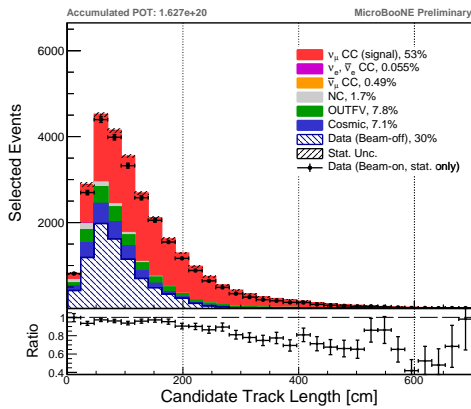 Accumulated POT: 1.627e+20 MicroBooNE Preliminary
Selected Events
6000
4000
2000
ν_μ CC (signal), 53%
ν_e, ν̅_e CC, 0.055%
ν̅_μ CC, 0.49%
NC, 1.7%
OUTFV, 7.8%
Cosmic, 7.1%
Data (Beam-off), 30%
Stat. Unc.
Data (Beam-on, stat. only)
Ratio
1
0.8
0.6
0.4
0 200 400 600
Candidate Track Length [cm]